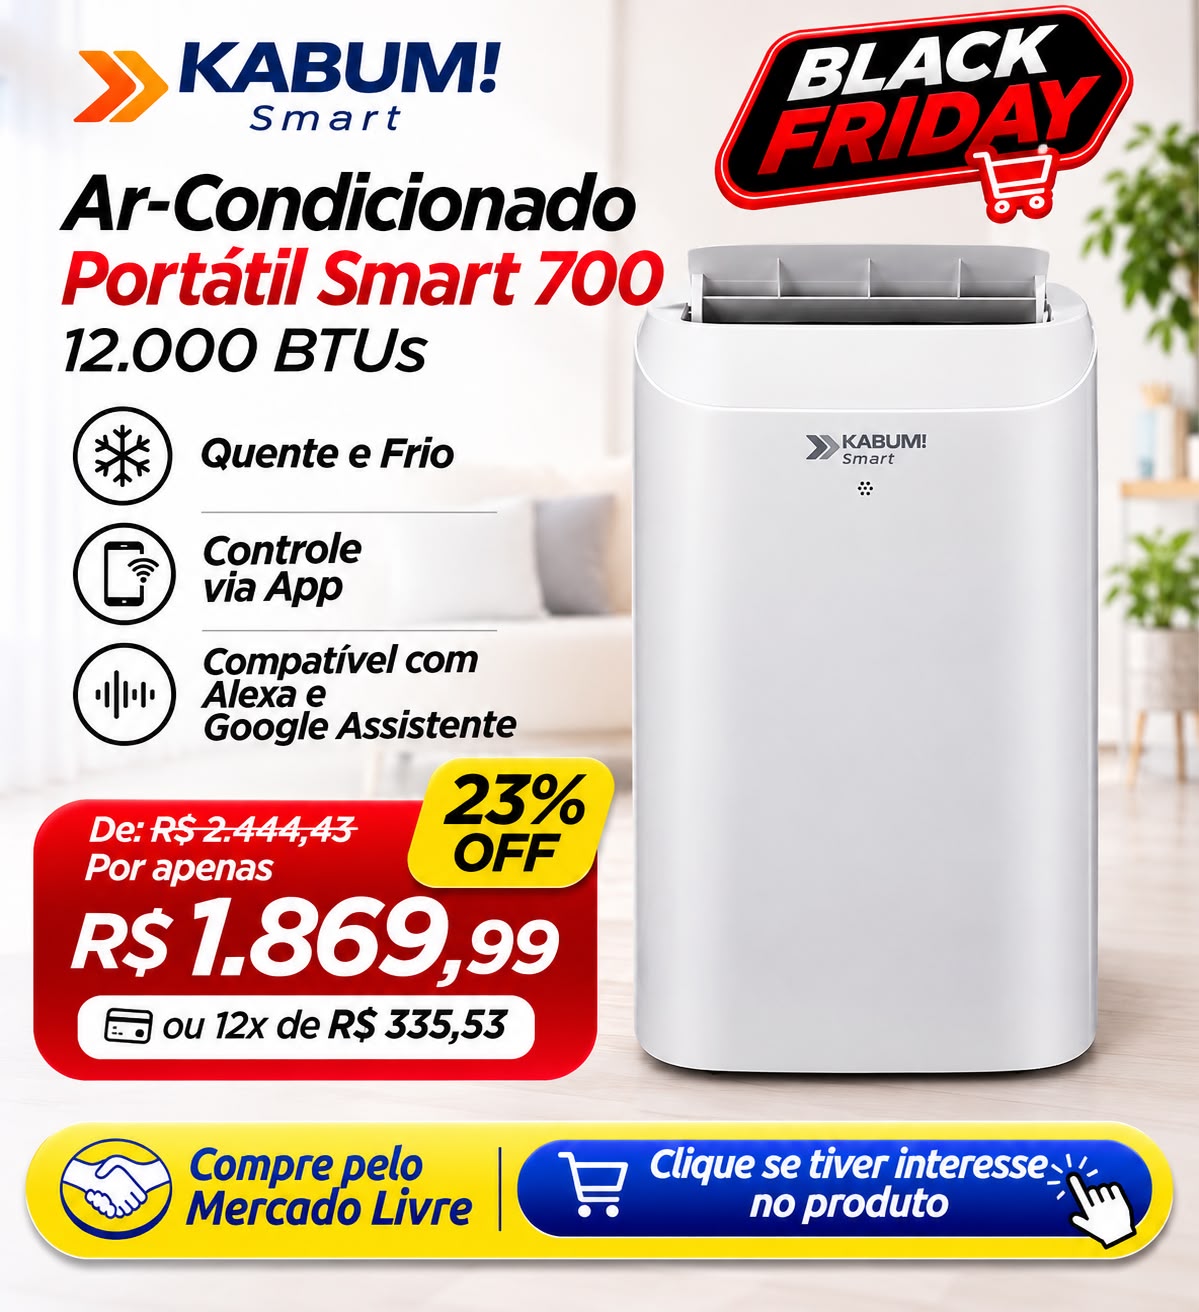 KABUM!
Smart
BLACK
FRIDAY
Ar-Condicionado
Portátil Smart 700
12.000 BTUs
Quente e Frio
Controle
via App
Compatível com
Alexa e
Google Assistente
KABUM!
Smart
23%
OFF
De: R$ 2.444,43
Por apenas
R$ 1.869,99
ou 12x de R$ 335,53
Compre pelo
Mercado Livre
Clique se tiver interesse
no produto